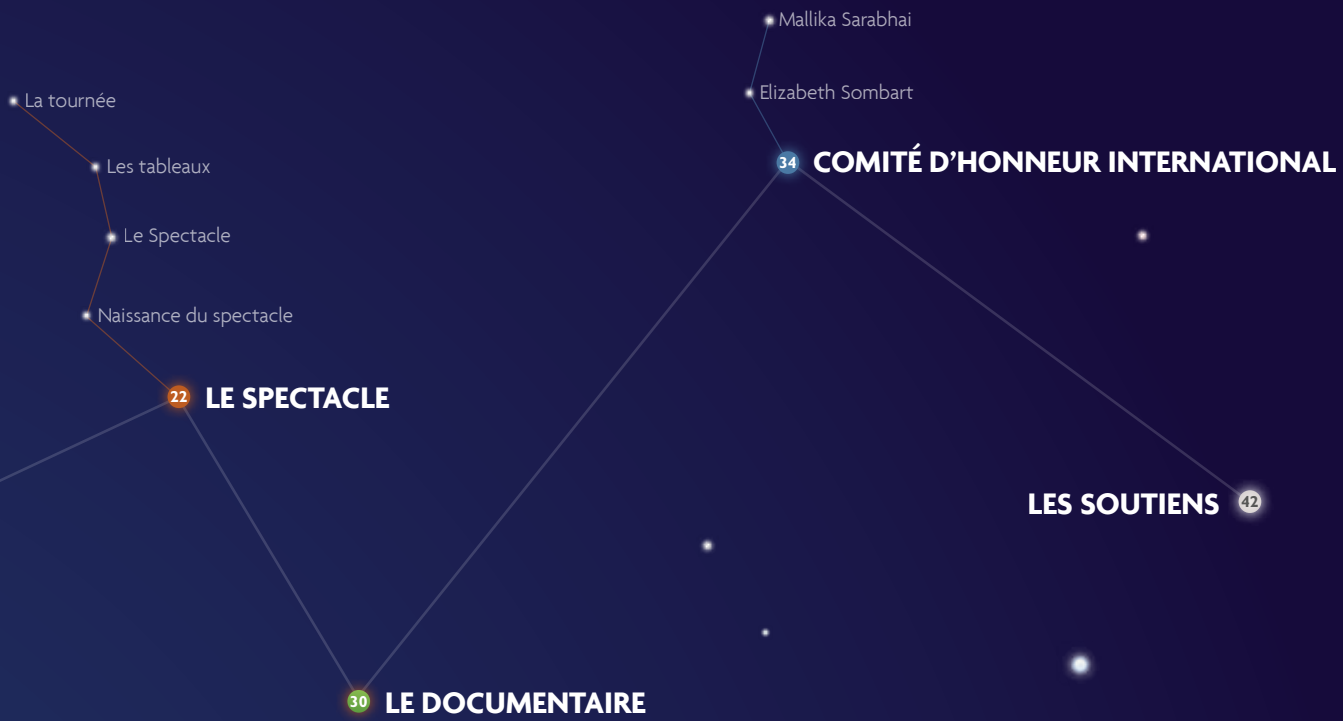 La tournée
Les tableaux
Le Spectacle
Naissance du spectacle
22 LE SPECTACLE
30 LE DOCUMENTAIRE
Mallika Sarabhai
Elizabeth Sombart
34 COMITÉ D'HONNEUR INTERNATIONAL
LES SOUTIENS 42